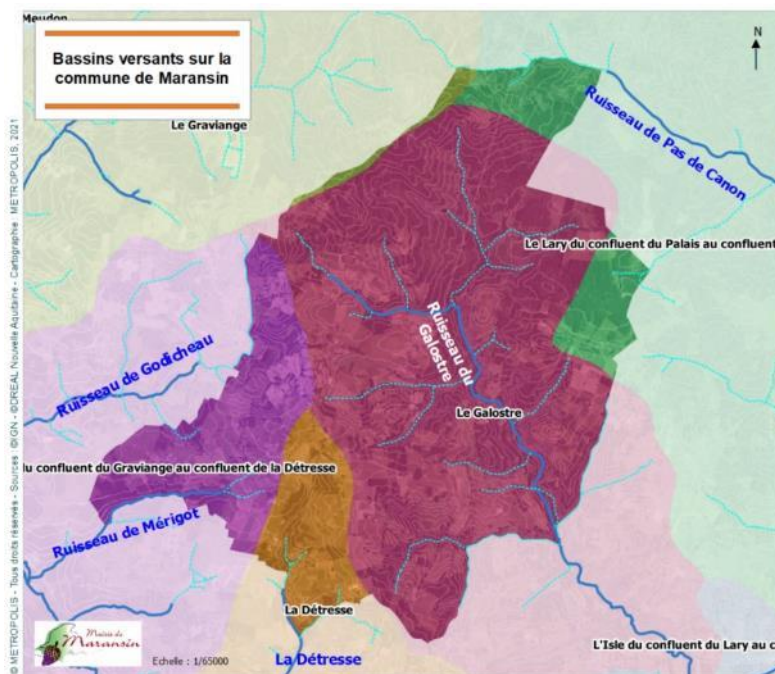 Meudon
Bassins versants sur la
commune de Maransin
N
Le Graviange
Ruisseau de Pas de Canon
Le Lary du confluent du Palais au confluent
Ruisseau du
Galostre
Ruisseau de Godicheau
Le Galostre
du confluent du Graviange au confluent de la Détresse
Ruisseau de Mérigot
La Détresse
Mairie de
Maransin
Echelle : 1/65000
La Détresse
L'Isle du confluent du Lary au c
© METROPOLIS - Tous droits réservés - Sources : ©IGN - ©DREAL Nouvelle Aquitaine - Cartographie : METROPOLIS, 2021